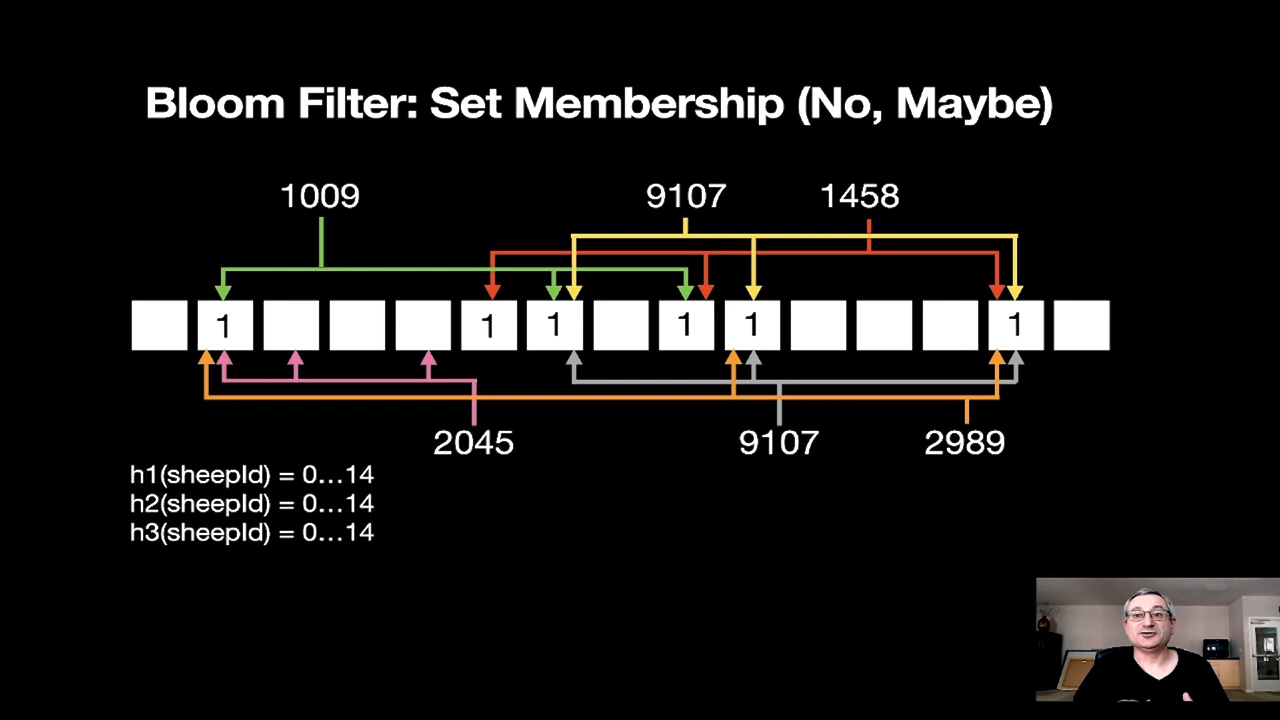 Bloom Filter: Set Membership (No, Maybe)
1009 9107 1458
1 1 1 1 1 1
2045 9107 2989
h1(sheepId) = 0…14
h2(sheepId) = 0…14
h3(sheepId) = 0…14